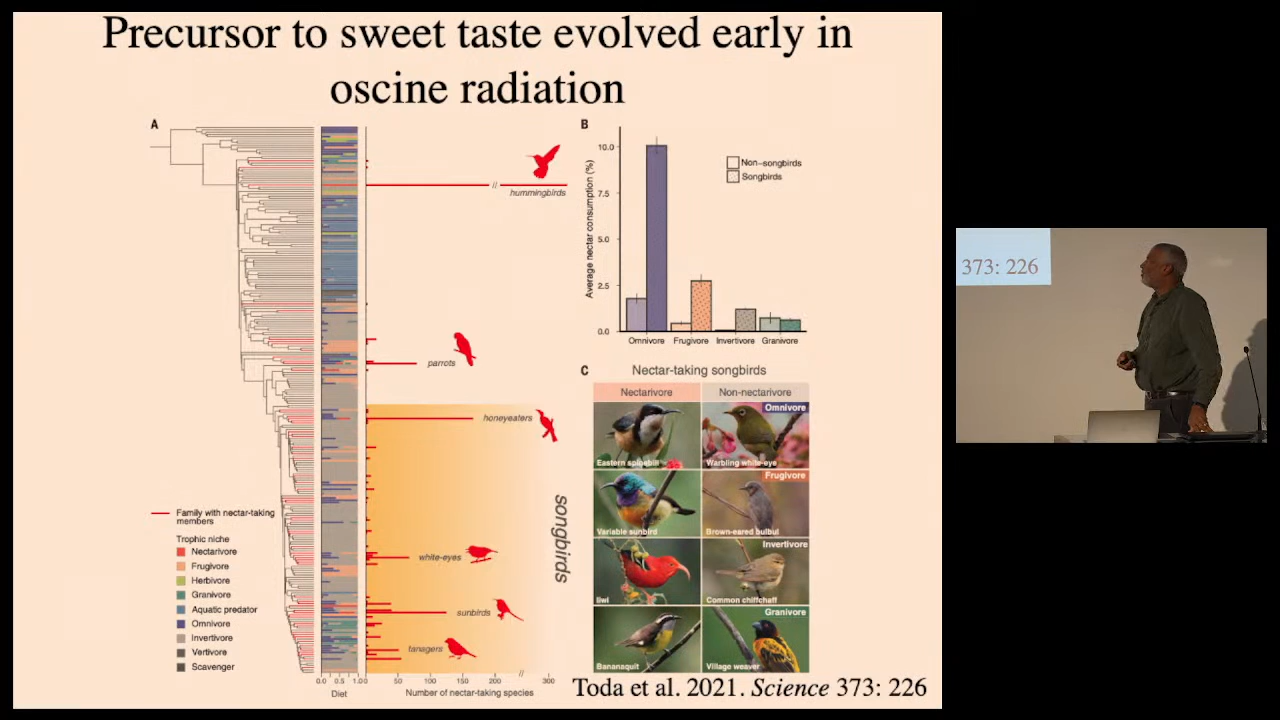 Precursor to sweet taste evolved early in
oscine radiation
A
hummingbirds
parrots
honeyeaters
songbirds
white-eyes
sunbirds
tanagers
Family with nectar-taking
members
Trophic niche
Nectarivore
Frugivore
Herbivore
Granivore
Aquatic predator
Omnivore
Invertivore
Vertivore
Scavenger
0.0 0.5 1.0
Diet
0 50 100 150 200 300
Number of nectar-taking species
B
Average nectar consumption (%)
10.0
7.5
5.0
2.5
0.0
Non-songbirds
Songbirds
Omnivore Frugivore Invertivore Granivore
C
Nectar-taking songbirds
Nectarivore Non-nectarivore
Omnivore
Eastern spinebill Warbling white-eye
Frugivore
Variable sunbird Brown-eared bulbul
Invertivore
Iiwi Common chiffchaff
Granivore
Bananaquit Village weaver
Toda et al. 2021. Science 373: 226
373: 226